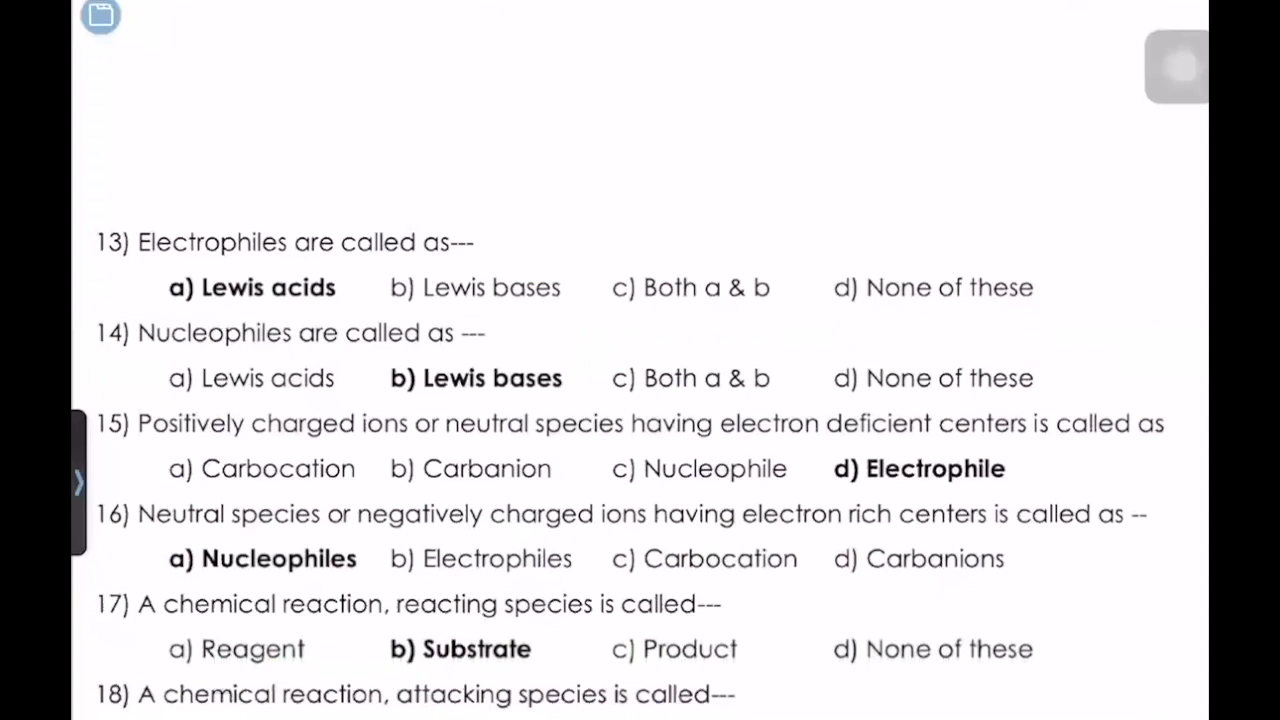 13) Electrophiles are called as---
a) Lewis acids b) Lewis bases c) Both a & b d) None of these
14) Nucleophiles are called as ---
a) Lewis acids b) Lewis bases c) Both a & b d) None of these
15) Positively charged ions or neutral species having electron deficient centers is called as
a) Carbocation b) Carbanion c) Nucleophile d) Electrophile
16) Neutral species or negatively charged ions having electron rich centers is called as --
a) Nucleophiles b) Electrophiles c) Carbocation d) Carbanions
17) A chemical reaction, reacting species is called---
a) Reagent b) Substrate c) Product d) None of these
18) A chemical reaction, attacking species is called---